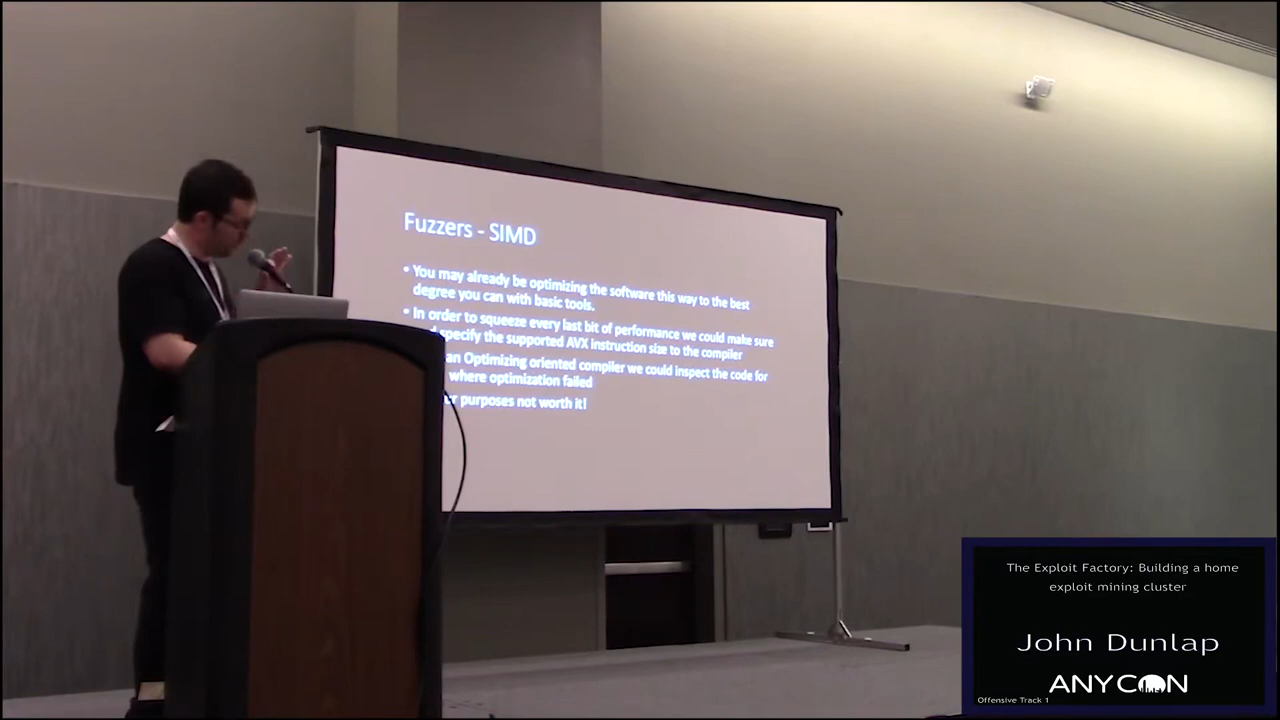 Fuzzers - SIMD
• You may already be optimizing the software this way to the best
degree you can with basic tools.
• In order to squeeze every last bit of performance we could make sure
specify the supported AVX instruction size to the compiler
an Optimizing oriented compiler we could inspect the code for
where optimization failed
purposes not worth it!
The Exploit Factory: Building a home
exploit mining cluster
John Dunlap
ANYCON
Offensive Track 1